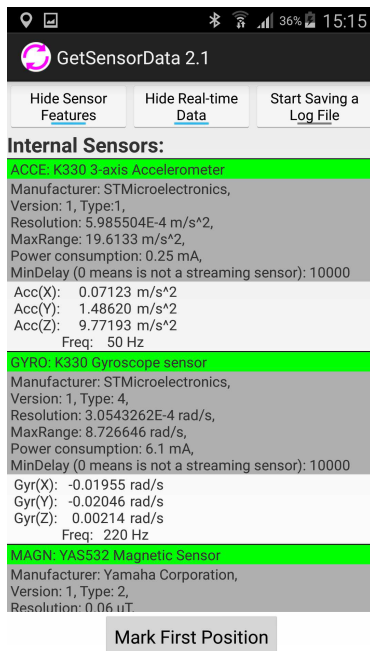 36% 15:15
GetSensorData 2.1
Hide Sensor Features
Hide Real-time Data
Start Saving a Log File
Internal Sensors:
ACCE: K330 3-axis Accelerometer
Manufacturer: STMicroelectronics,
Version: 1, Type:1,
Resolution: 5.985504E-4 m/s^2,
MaxRange: 19.6133 m/s^2,
Power consumption: 0.25 mA,
MinDelay (0 means is not a streaming sensor): 10000
Acc(X): 0.07123 m/s^2
Acc(Y): 1.48620 m/s^2
Acc(Z): 9.77193 m/s^2
Freq: 50 Hz
GYRO: K330 Gyroscope sensor
Manufacturer: STMicroelectronics,
Version: 1, Type: 4,
Resolution: 3.0543262E-4 rad/s,
MaxRange: 8.726646 rad/s,
Power consumption: 6.1 mA,
MinDelay (0 means is not a streaming sensor): 10000
Gyr(X): -0.01955 rad/s
Gyr(Y): -0.02046 rad/s
Gyr(Z): 0.00214 rad/s
Freq: 220 Hz
MAGN: YAS532 Magnetic Sensor
Manufacturer: Yamaha Corporation,
Version: 1, Type: 2,
Resolution: 0.06 uT,
Mark First Position